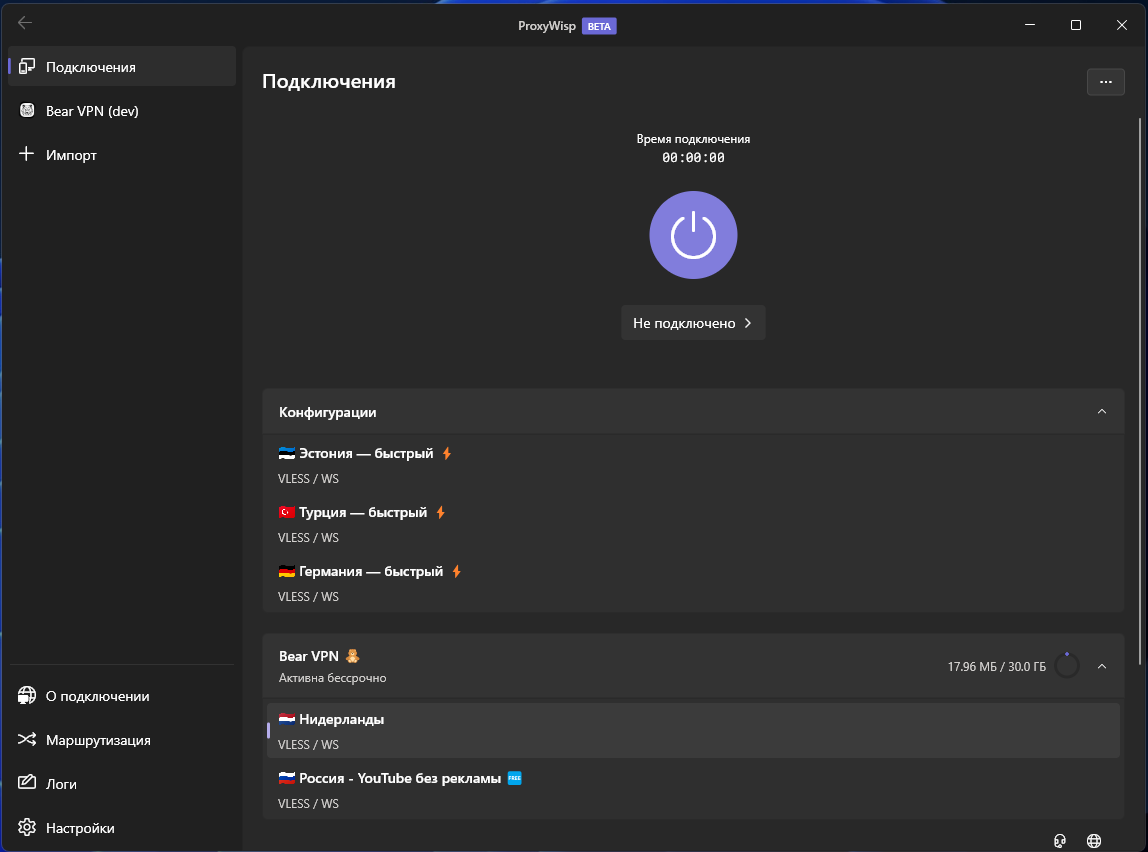 ProxyWisp BETA
Подключения
Bear VPN (dev)
Импорт
О подключении
Маршрутизация
Логи
Настройки
Подключения
Время подключения
00:00:00
Не подключено
Конфигурации
Эстония — быстрый
VLESS / WS
Турция — быстрый
VLESS / WS
Германия — быстрый
VLESS / WS
Bear VPN
Активна бессрочно
17.96 МБ / 30.0 ГБ
Нидерланды
VLESS / WS
Россия - YouTube без рекламы FREE
VLESS / WS